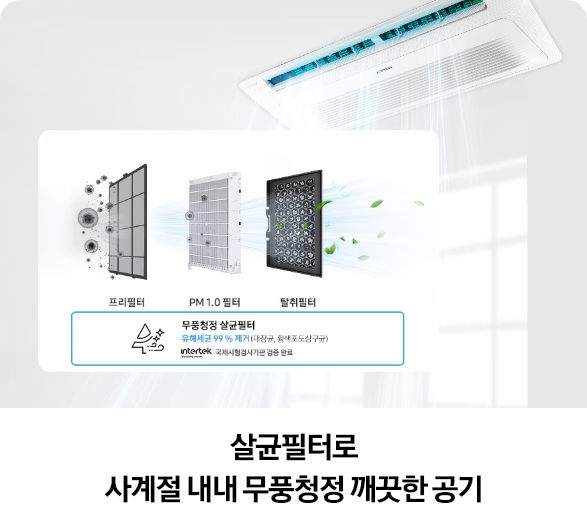 프리필터
PM 1.0 필터
탈취필터
무풍청정 살균필터
유해세균 99 % 제거 (대장균, 황색포도상구균)
intertek 국제시험검사기관 검증 완료
살균필터로
사계절 내내 무풍청정 깨끗한 공기